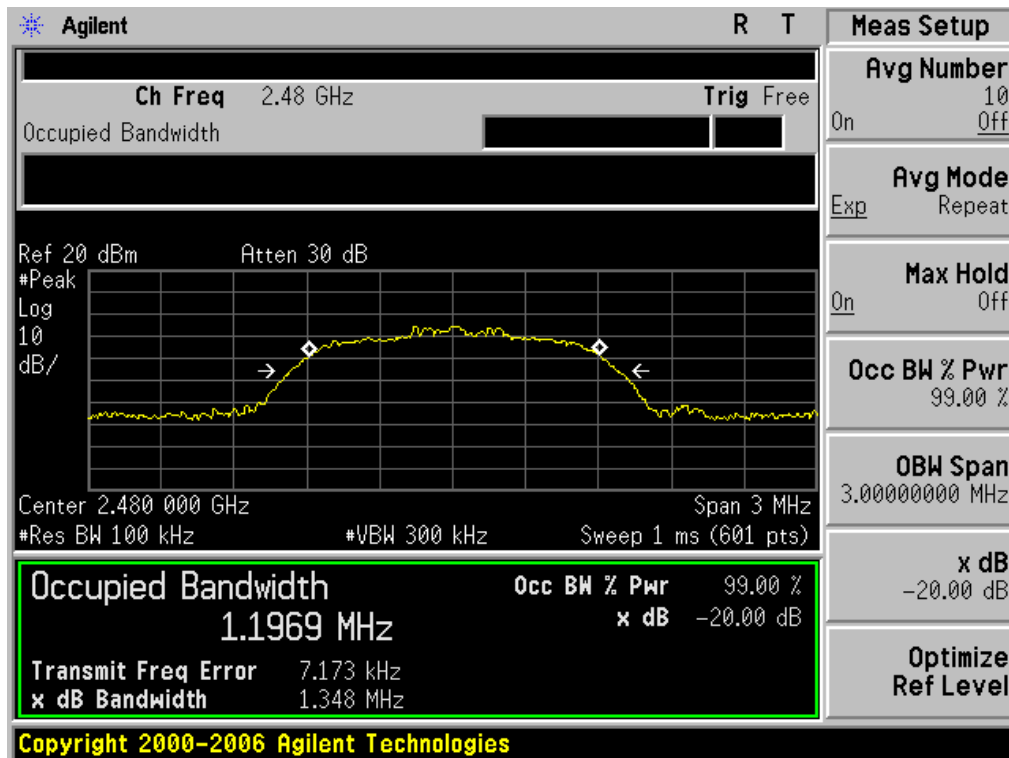 Agilent R T
Ch Freq 2.48 GHz Trig Free
Occupied Bandwidth
Ref 20 dBm Atten 30 dB
#Peak
Log
10
dB/
Center 2.480 000 GHz Span 3 MHz
#Res BW 100 kHz #VBW 300 kHz Sweep 1 ms (601 pts)
Occupied Bandwidth Occ BW % Pwr 99.00 %
1.1969 MHz x dB -20.00 dB
Transmit Freq Error 7.173 kHz
x dB Bandwidth 1.348 MHz
Copyright 2000-2006 Agilent Technologies
Meas Setup
Avg Number
10
On Off
Avg Mode
Exp Repeat
Max Hold
On Off
Occ BW % Pwr
99.00 %
OBW Span
3.00000000 MHz
x dB
-20.00 dB
Optimize
Ref Level